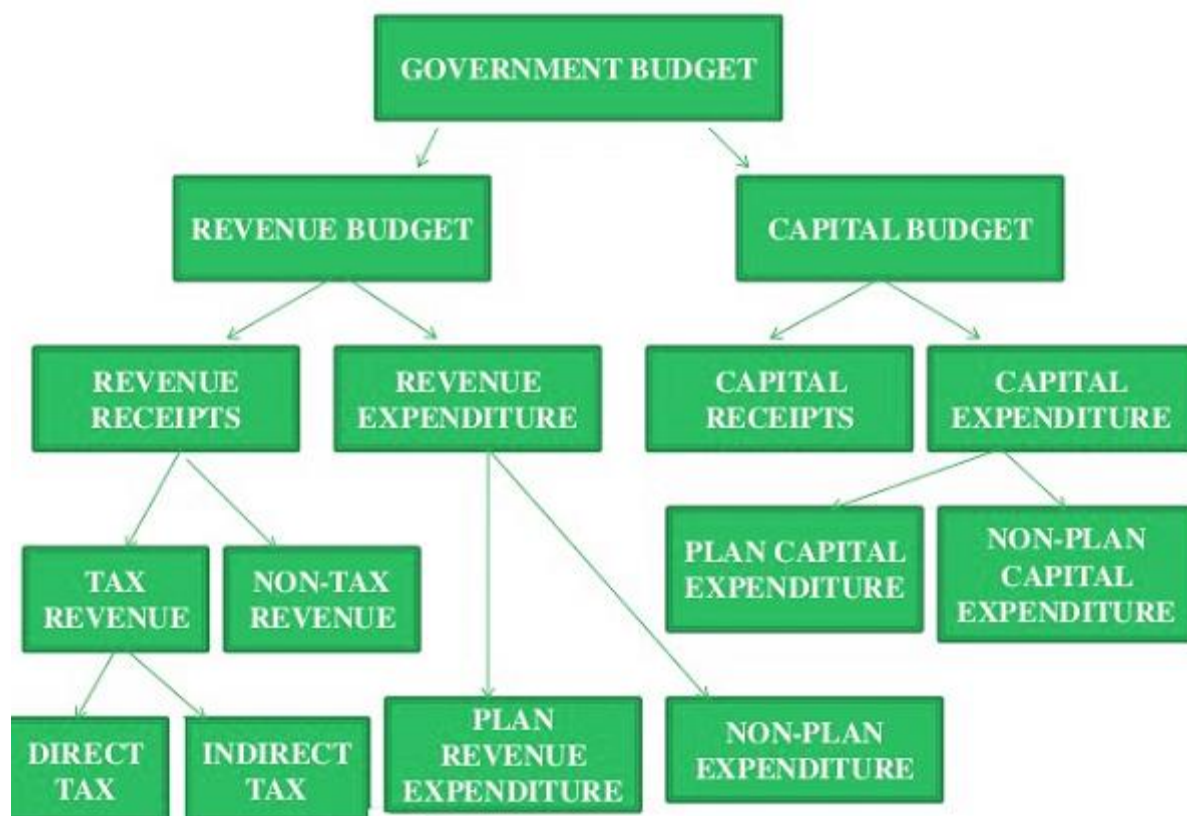 GOVERNMENT BUDGET
REVENUE BUDGET
CAPITAL BUDGET
REVENUE
RECEIPTS
REVENUE
EXPENDITURE
CAPITAL
RECEIPTS
CAPITAL
EXPENDITURE
PLAN CAPITAL
EXPENDITURE
NON-PLAN
CAPITAL
EXPENDITURE
TAX
REVENUE
NON-TAX
REVENUE
DIRECT
TAX
INDIRECT
TAX
PLAN
REVENUE
EXPENDITURE
NON-PLAN
EXPENDITURE